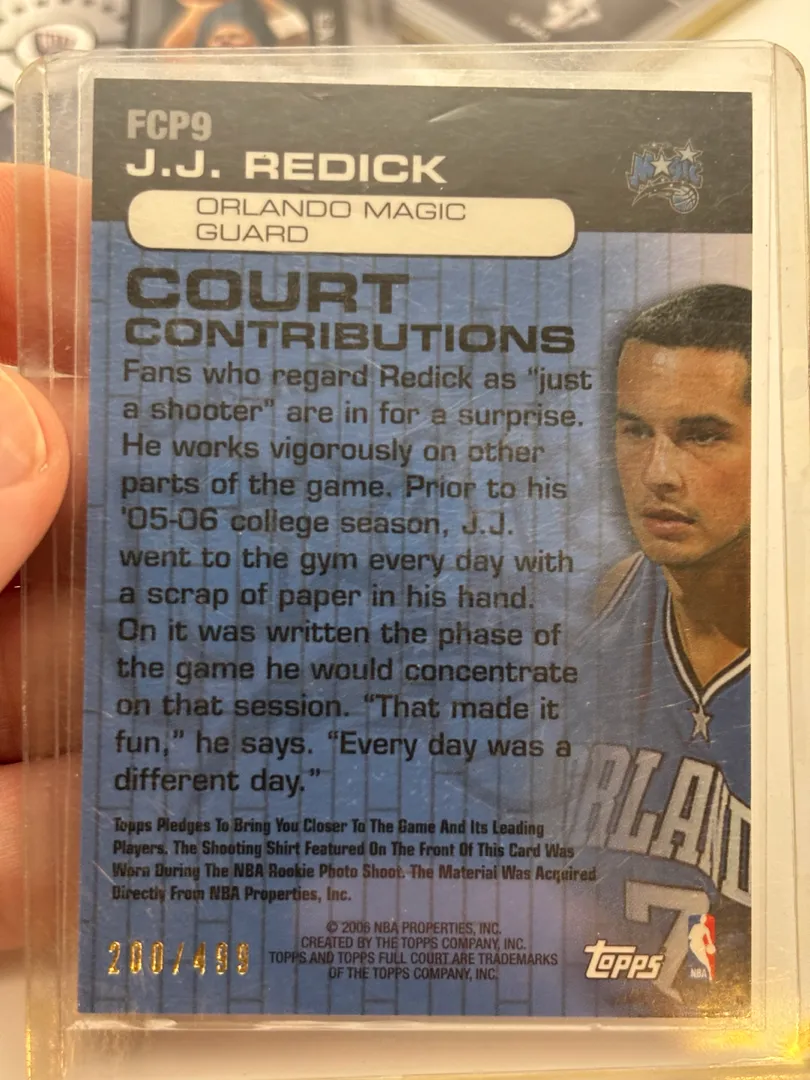 FCP9
J.J. REDICK
MAGIC
ORLANDO MAGIC
GUARD
COURT
CONTRIBUTIONS
Fans who regard Redick as "just
a shooter" are in for a surprise.
He works vigorously on other
parts of the game. Prior to his
'05-06 college season, J.J.
went to the gym every day with
a scrap of paper in his hand.
On it was written the phase of
the game he would concentrate
on that session. "That made it
fun," he says. "Every day was a
different day."
RLAND
7
Topps Pledges To Bring You Closer To The Game And Its Leading
Players. The Shooting Shirt Featured On The Front Of This Card Was
Worn During The NBA Rookie Photo Shoot. The Material Was Acquired
Directly From NBA Properties, Inc.
200/499
© 2006 NBA PROPERTIES, INC.
CREATED BY THE TOPPS COMPANY, INC.
TOPPS AND TOPPS FULL COURT ARE TRADEMARKS
OF THE TOPPS COMPANY, INC.
topps
NBA